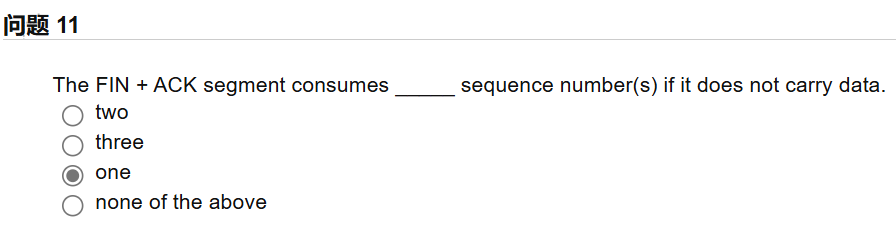 问题 11
The FIN + ACK segment consumes _____ sequence number(s) if it does not carry data.
two
three
one
none of the above